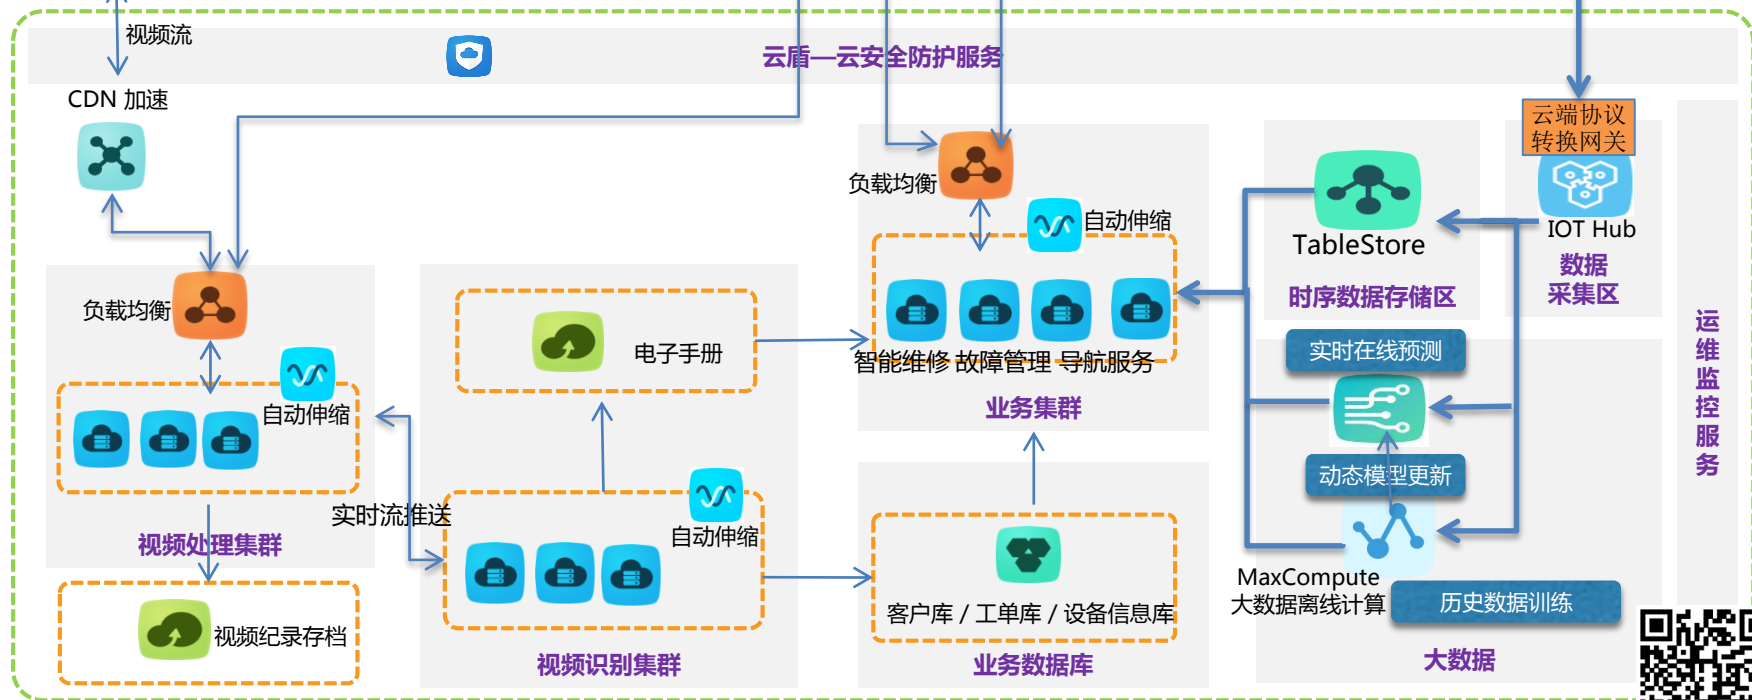 视频流
云盾—云安全防护服务
CDN 加速
云端协议
转换网关
负载均衡
自动伸缩
TableStore
IOT Hub
数据
采集区
时序数据存储区
负载均衡
自动伸缩
电子手册
智能维修 故障管理 导航服务
业务集群
实时在线预测
运维监控服务
动态模型更新
实时流推送
视频处理集群
自动伸缩
MaxCompute
大数据离线计算
历史数据训练
客户库 / 工单库 / 设备信息库
视频纪录存档
视频识别集群
业务数据库
大数据